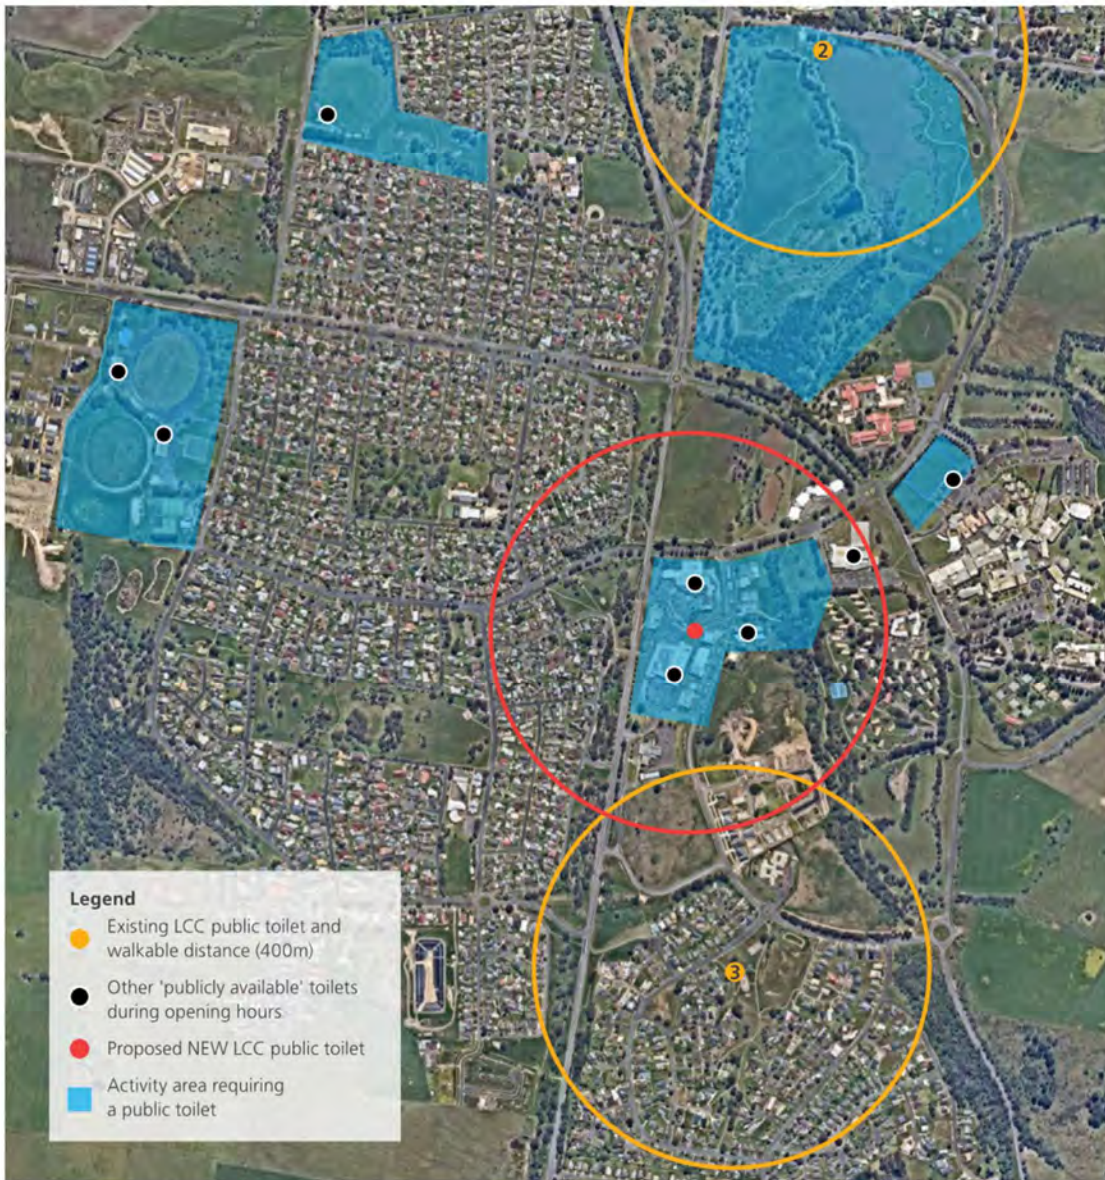 2
3
Legend
Existing LCC public toilet and
walkable distance (400m)
Other 'publicly available' toilets
during opening hours
Proposed NEW LCC public toilet
Activity area requiring
a public toilet